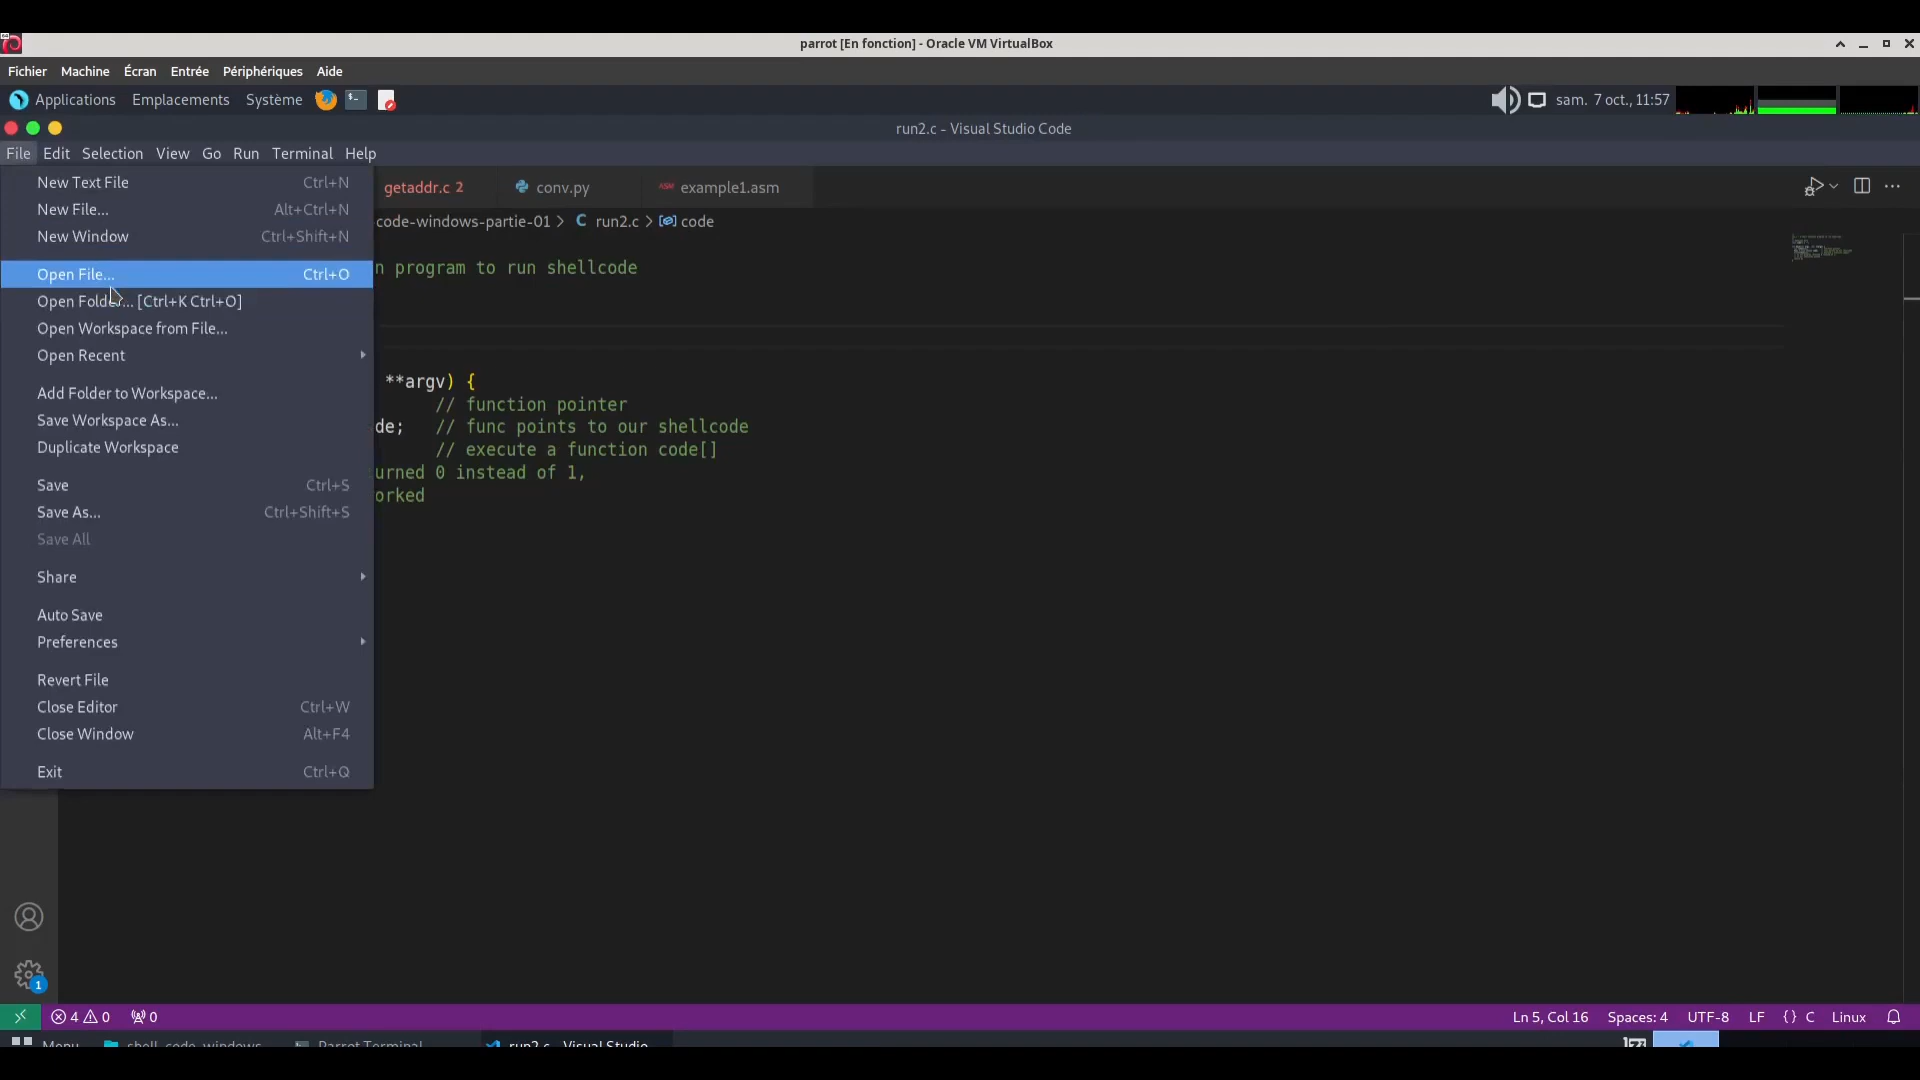 parrot [En fonction] - Oracle VM VirtualBox
Fichier Machine Écran Entrée Périphériques Aide
Applications Emplacements Système sam. 7 oct., 11:57
run2.c - Visual Studio Code
File Edit Selection View Go Run Terminal Help
New Text File Ctrl+N
getaddr.c 2 conv.py example1.asm
New File... Alt+Ctrl+N
code-windows-partie-01 > C run2.c > code
New Window Ctrl+Shift+N
n program to run shellcode
Open File... Ctrl+O
Open Folder... [Ctrl+K Ctrl+O]
Open Workspace from File...
Open Recent
**argv) {
Add Folder to Workspace...
// function pointer
Save Workspace As...
de; // func points to our shellcode
Duplicate Workspace
// execute a function code[]
urned 0 instead of 1,
Save Ctrl+S
orked
Save As... Ctrl+Shift+S
Save All
Share
Auto Save
Preferences
Revert File
Close Editor Ctrl+W
Close Window Alt+F4
Exit Ctrl+Q
1
4 0 0 Ln 5, Col 16 Spaces: 4 UTF-8 LF {} C Linux
Menu shell_code_windows Parrot Terminal run2.c - Visual Studio